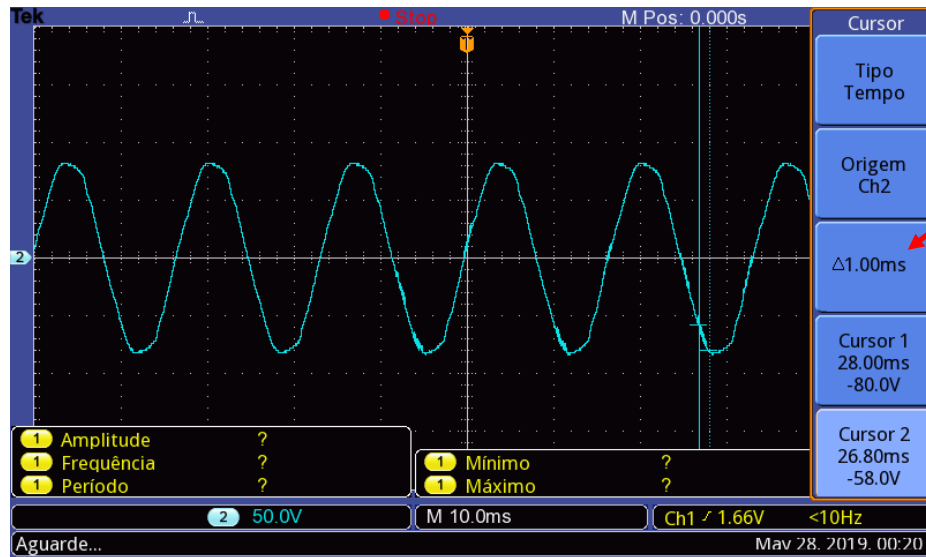 Tek
Stop
M Pos: 0.000s
Cursor
T
Tipo
Tempo
Origem
Ch2
2
△1.00ms
Cursor 1
28.00ms
-80.0V
Cursor 2
26.80ms
-58.0V
1 Amplitude ?
1 Frequência ?
1 Período ?
1 Mínimo ?
1 Máximo ?
2 50.0V
M 10.0ms
Ch1 / 1.66V <10Hz
Aguarde...
May 28, 2019, 00:20